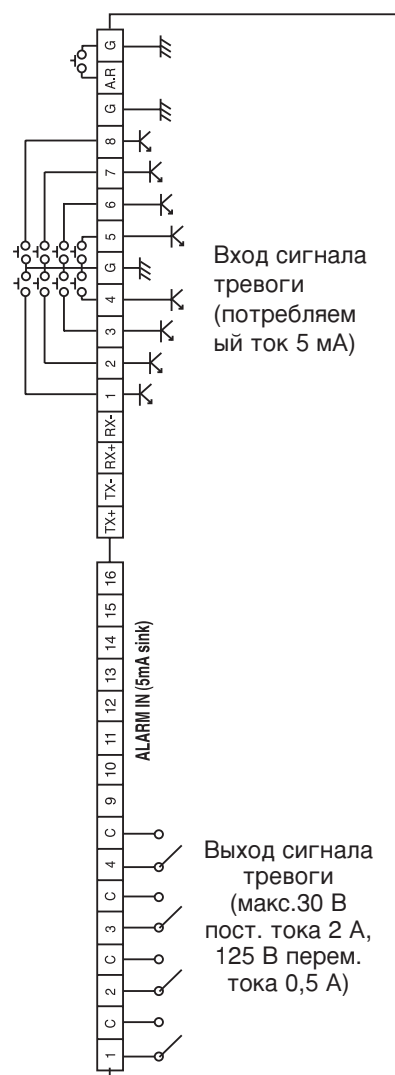 G
A.R
G
8
7
6
5
G
4
3
2
1
RX-
RX+
TX-
TX+
Вход сигнала
тревоги
(потребляем
ый ток 5 мА)
16
15
14
13
12
11
10
9
C
4
C
3
C
2
C
1
ALARM IN (5mA sink)
Выход сигнала
тревоги
(макс.30 В
пост. тока 2 А,
125 В перем.
тока 0,5 А)